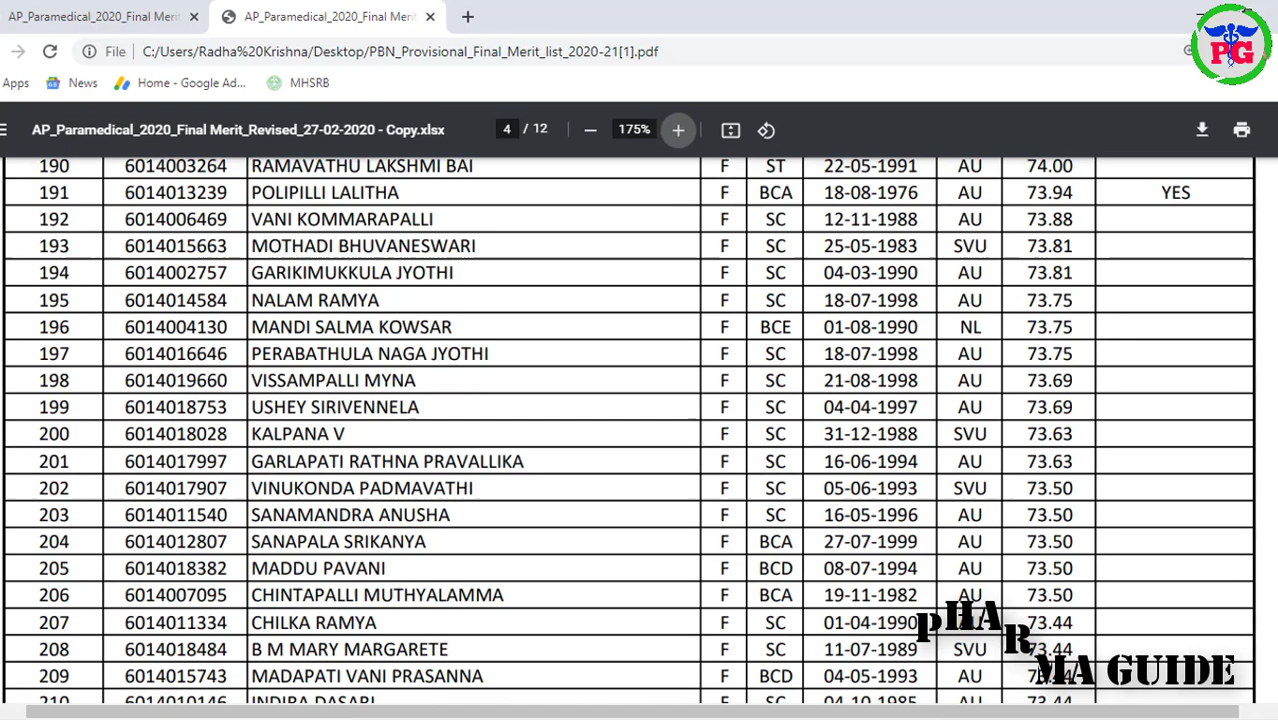 AP_Paramedical_2020_Final Merit
AP_Paramedical_2020_Final Merit
File C:/Users/Radha%20Krishna/Desktop/PBN_Provisional_Final_Merit_list_2020-21[1].pdf
PG
Apps News Home - Google Ad... MHSRB
AP_Paramedical_2020_Final Merit_Revised_27-02-2020 - Copy.xlsx 4 / 12 175%
190 6014003264 RAMAVATHU LAKSHMI BAI F ST 22-05-1991 AU 74.00
191 6014013239 POLIPILLI LALITHA F BCA 18-08-1976 AU 73.94 YES
192 6014006469 VANI KOMMARAPALLI F SC 12-11-1988 AU 73.88
193 6014015663 MOTHADI BHUVANESWARI F SC 25-05-1983 SVU 73.81
194 6014002757 GARIKIMUKKULA JYOTHI F SC 04-03-1990 AU 73.81
195 6014014584 NALAM RAMYA F SC 18-07-1998 AU 73.75
196 6014004130 MANDI SALMA KOWSAR F BCE 01-08-1990 NL 73.75
197 6014016646 PERABATHULA NAGA JYOTHI F SC 18-07-1998 AU 73.75
198 6014019660 VISSAMPALLI MYNA F SC 21-08-1998 AU 73.69
199 6014018753 USHEY SIRIVENNELA F SC 04-04-1997 AU 73.69
200 6014018028 KALPANA V F SC 31-12-1988 SVU 73.63
201 6014017997 GARLAPATI RATHNA PRAVALLIKA F SC 16-06-1994 AU 73.63
202 6014017907 VINUKONDA PADMAVATHI F SC 05-06-1993 SVU 73.50
203 6014011540 SANAMANDRA ANUSHA F SC 16-05-1996 AU 73.50
204 6014012807 SANAPALA SRIKANYA F BCA 27-07-1999 AU 73.50
205 6014018382 MADDU PAVANI F BCD 08-07-1994 AU 73.50
206 6014007095 CHINTAPALLI MUTHYALAMMA F BCA 19-11-1982 AU 73.50
207 6014011334 CHILKA RAMYA F SC 01-04-1990 AU 73.44
208 6014018484 B M MARY MARGARETE F SC 11-07-1989 SVU 73.44
209 6014015743 MADAPATI VANI PRASANNA F BCD 04-05-1993 AU
210 6014010146 INDIRA DASARI F SC 04-10-1985 AU 73.44
pHARMA GUIDE